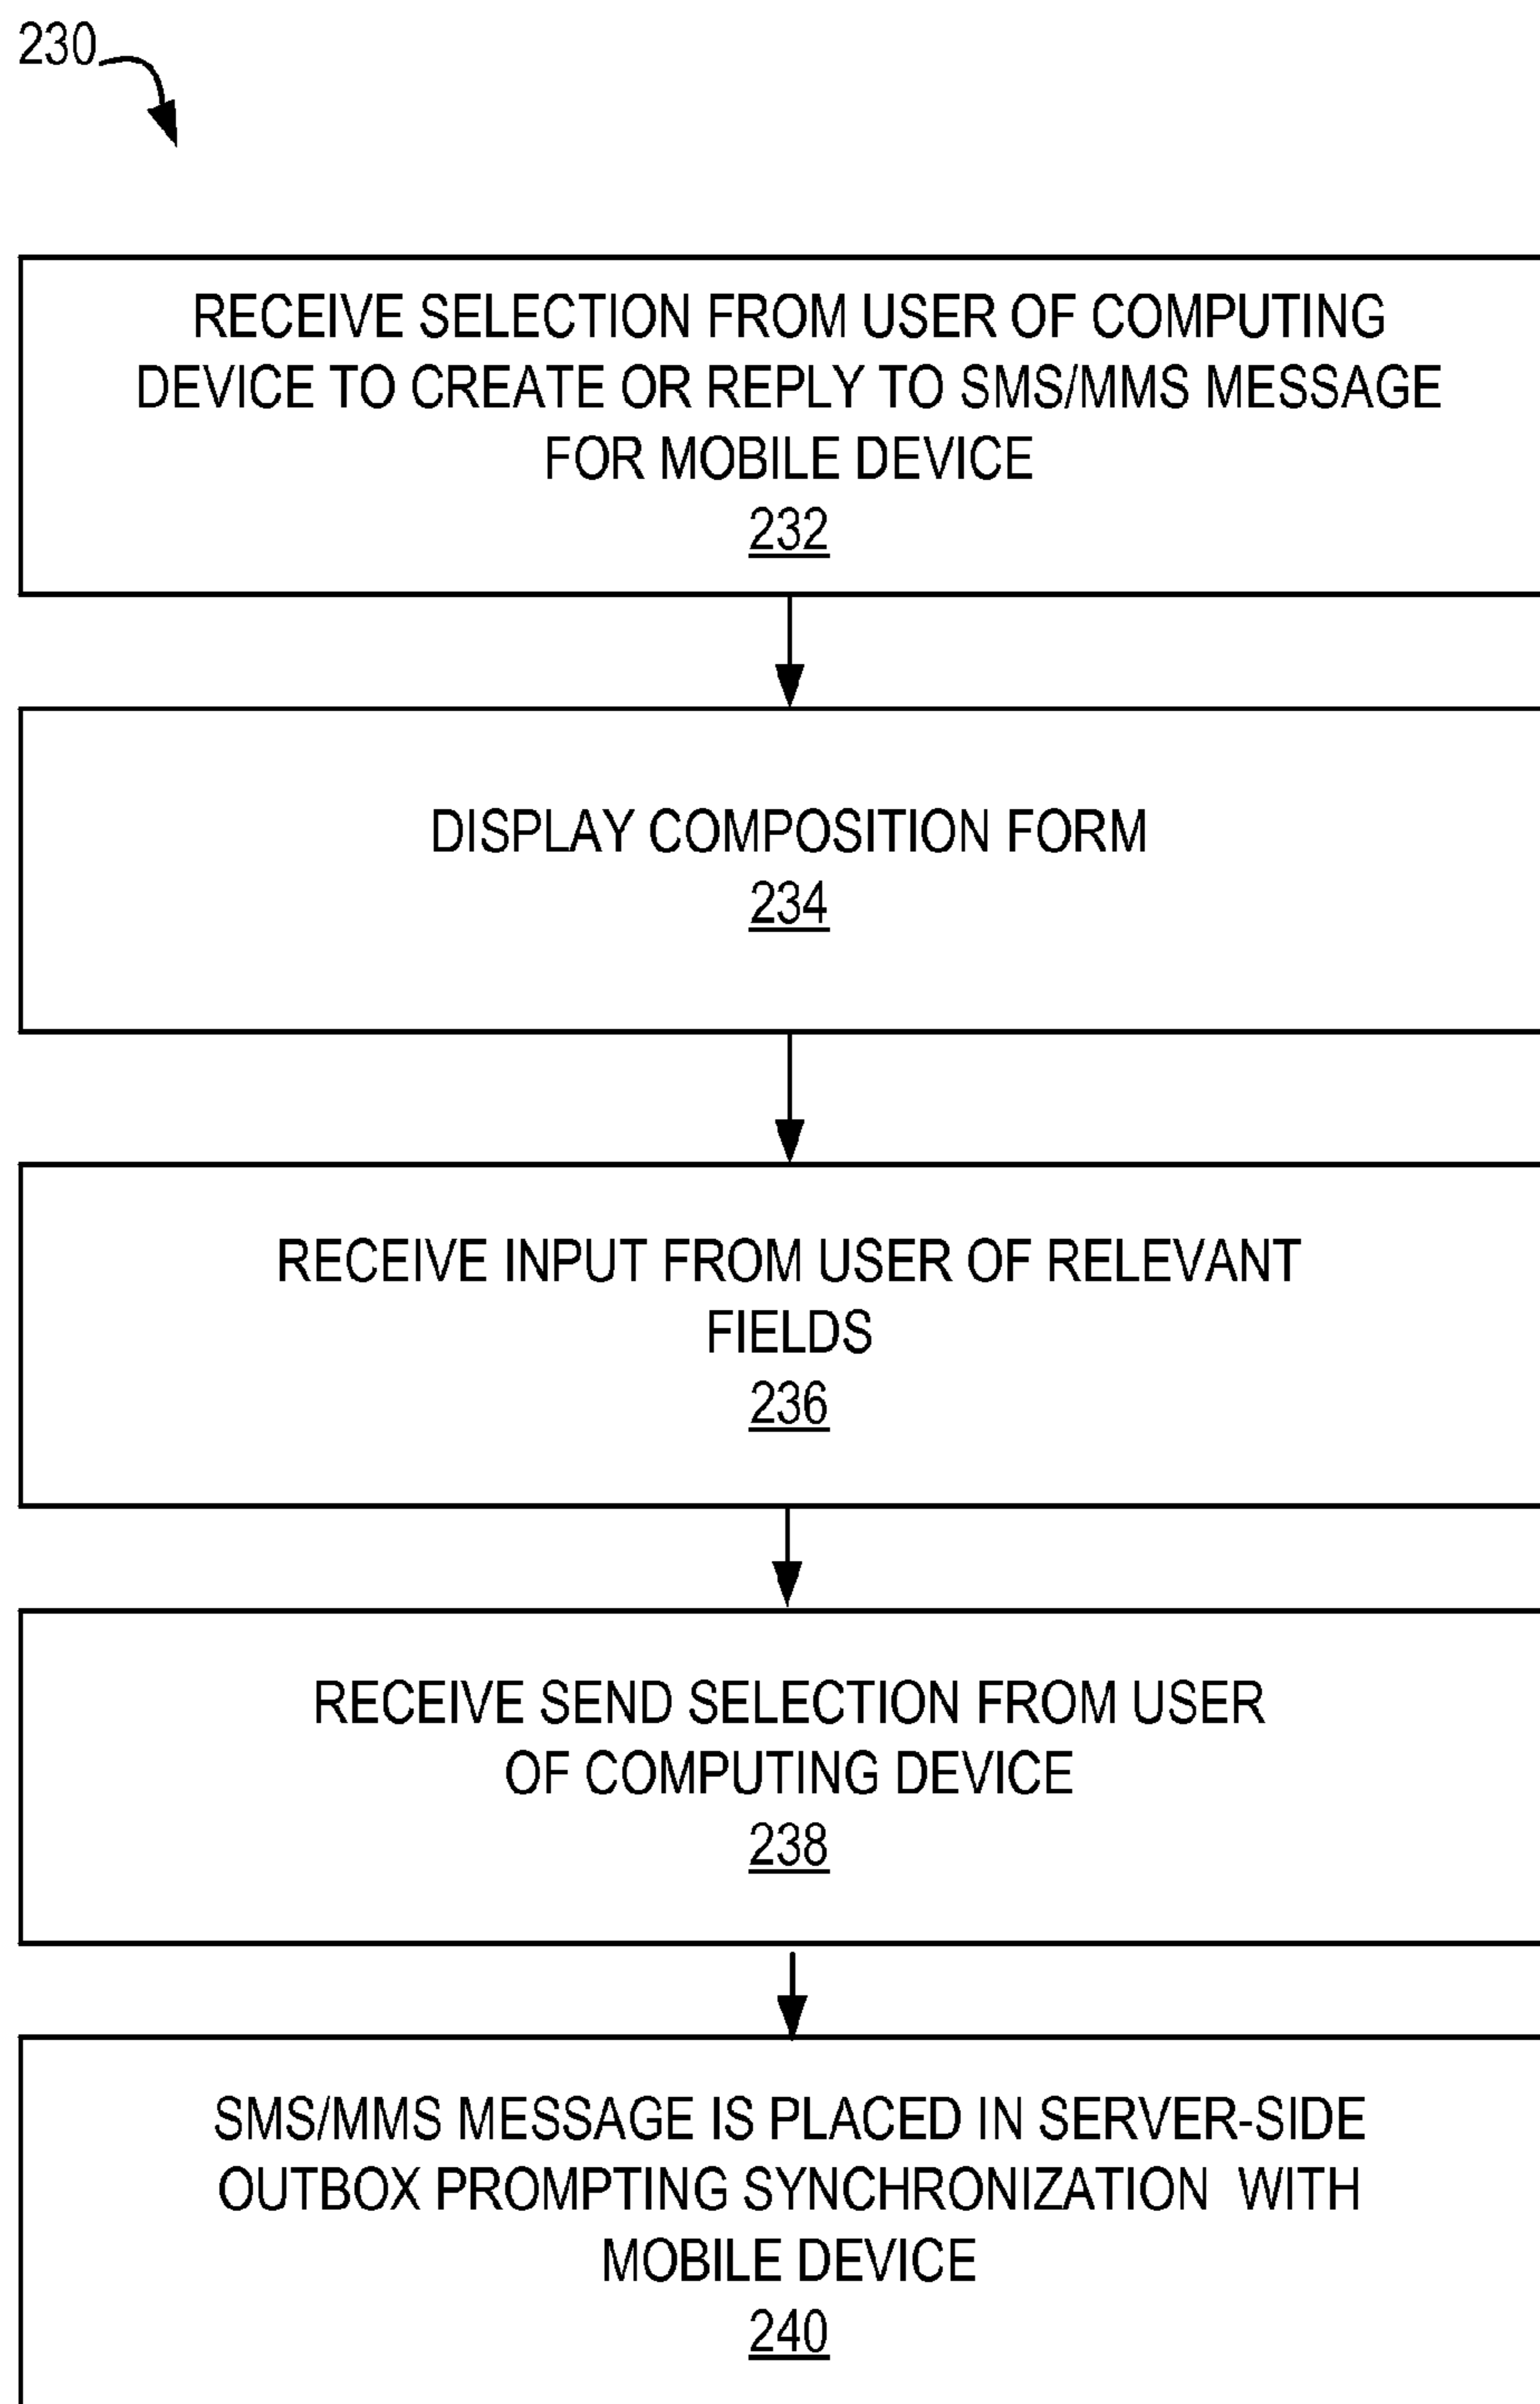 230
RECEIVE SELECTION FROM USER OF COMPUTING
DEVICE TO CREATE OR REPLY TO SMS/MMS MESSAGE
FOR MOBILE DEVICE
232
DISPLAY COMPOSITION FORM
234
RECEIVE INPUT FROM USER OF RELEVANT
FIELDS
236
RECEIVE SEND SELECTION FROM USER
OF COMPUTING DEVICE
238
SMS/MMS MESSAGE IS PLACED IN SERVER-SIDE
OUTBOX PROMPTING SYNCHRONIZATION WITH
MOBILE DEVICE
240